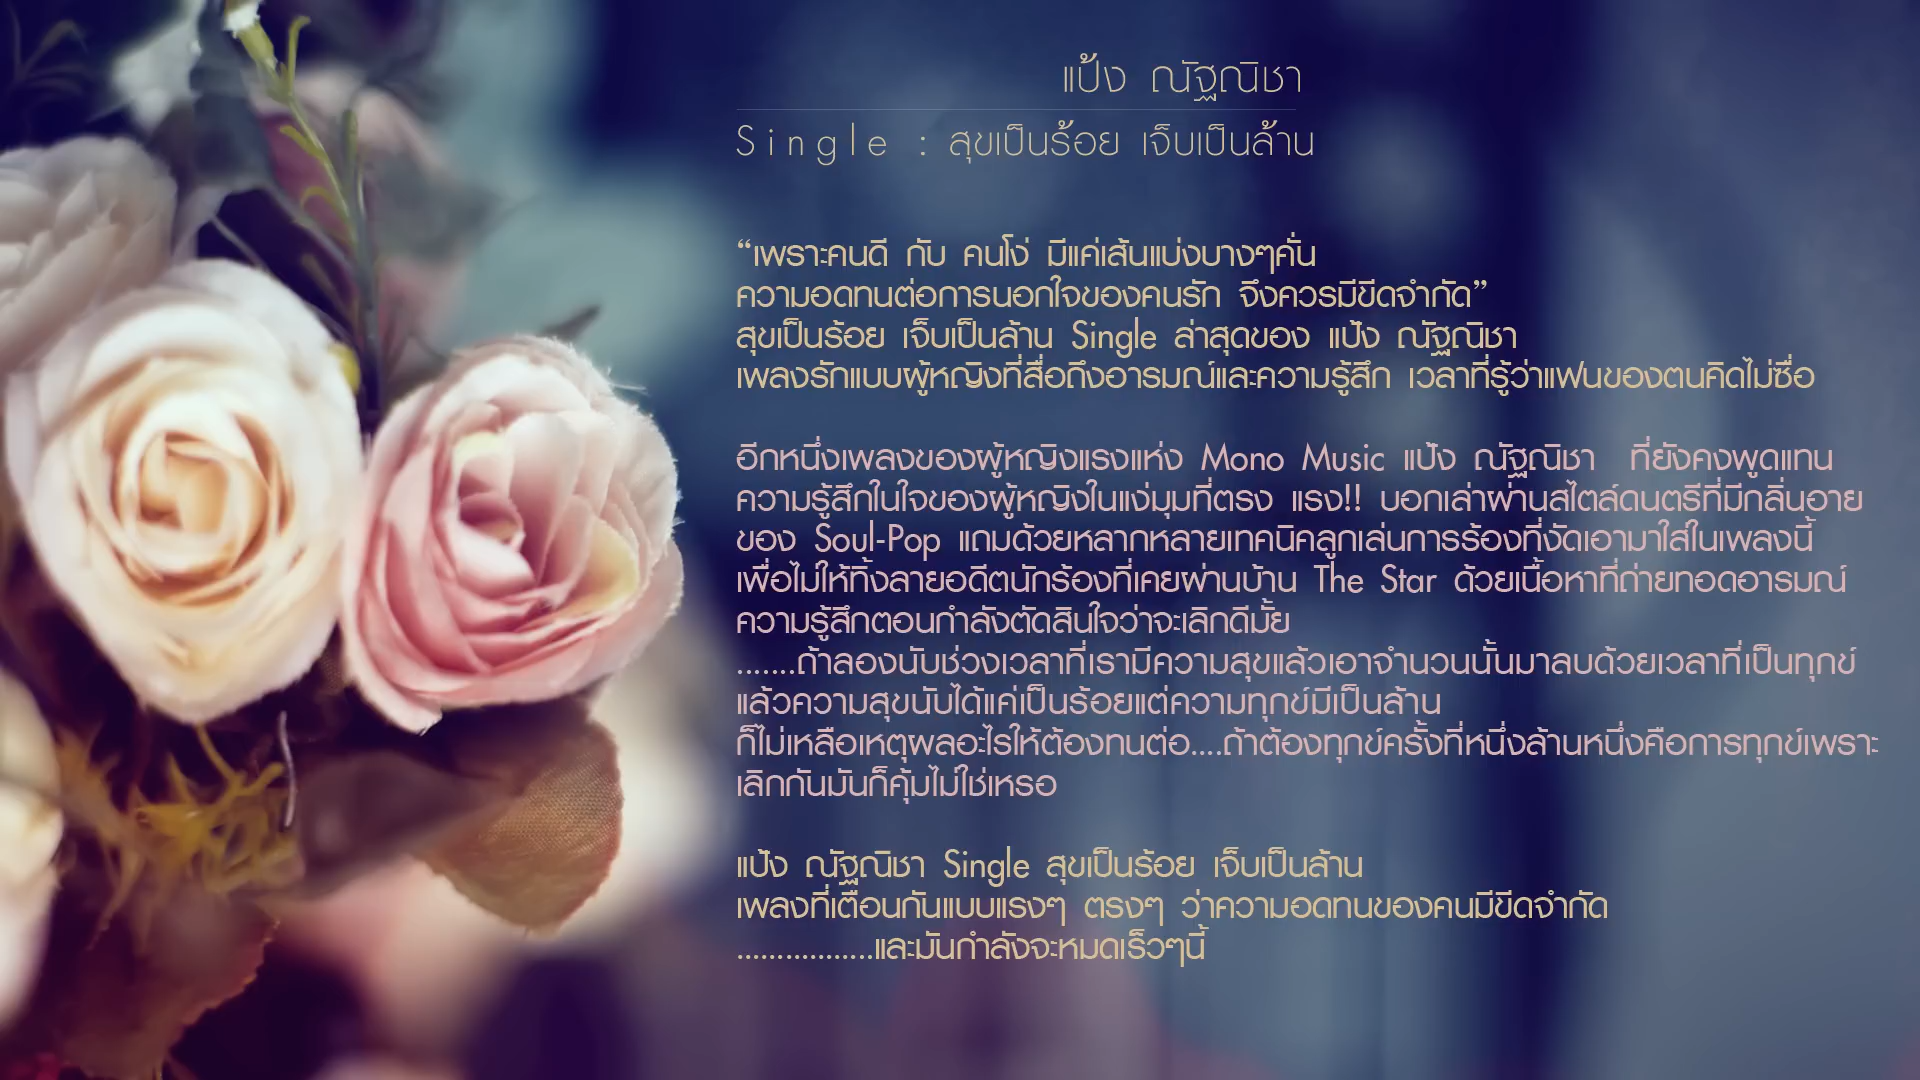 แป้ง ณัฐณิชา
Single : สุขเป็นร้อย เจ็บเป็นล้าน
“เพราะคนดี กับ คนโง่ มีแค่เส้นแบ่งบางๆคั่น
ความอดทนต่อการนอกใจของคนรัก จึงควรมีขีดจำกัด”
สุขเป็นร้อย เจ็บเป็นล้าน Single ล่าสุดของ แป้ง ณัฐณิชา
เพลงรักแบบผู้หญิงที่สื่อถึงอารมณ์และความรู้สึก เวลาที่รู้ว่าแฟนของตนคิดไม่ซื่อ
อีกหนึ่งเพลงของผู้หญิงแรงแห่ง Mono Music แป้ง ณัฐณิชา ที่ยังคงพูดแทน
ความรู้สึกในใจของผู้หญิงในแง่มุมที่ตรง แรง!! บอกเล่าผ่านสไตล์ดนตรีที่มีกลิ่นอาย
ของ Soul-Pop แถมด้วยหลากหลายเทคนิคลูกเล่นการร้องที่งัดเอามาใส่ในเพลงนี้
เพื่อไม่ให้ทิ้งลายอดีตนักร้องที่เคยผ่านบ้าน The Star ด้วยเนื้อหาที่ถ่ายทอดอารมณ์
ความรู้สึกตอนกำลังตัดสินใจว่าจะเลิกดีมั้ย
.......ถ้าลองนับช่วงเวลาที่เรามีความสุขแล้วเอาจำนวนนั้นมาลบด้วยเวลาที่เป็นทุกข์
แล้วความสุขนับได้แค่เป็นร้อยแต่ความทุกข์มีเป็นล้าน
ก็ไม่เหลือเหตุผลอะไรให้ต้องทนต่อ....ถ้าต้องทุกข์ครั้งที่หนึ่งล้านหนึ่งคือการทุกข์เพราะ
เลิกกันมันก็คุ้มไม่ใช่เหรอ
แป้ง ณัฐณิชา Single สุขเป็นร้อย เจ็บเป็นล้าน
เพลงที่เตือนกันแบบแรงๆ ตรงๆ ว่าความอดทนของคนมีขีดจำกัด
.................และมันกำลังจะหมดเร็วๆนี้